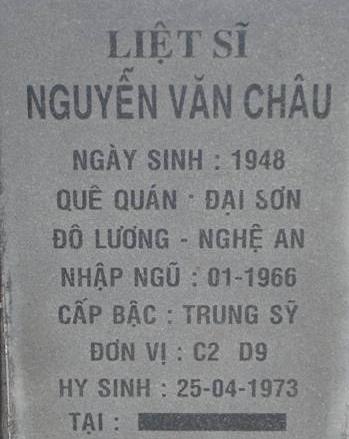 LIỆT SĨ
NGUYỄN VĂN CHÂU
NGÀY SINH : 1948
QUÊ QUÁN : ĐẠI SƠN
ĐÔ LƯƠNG - NGHỆ AN
NHẬP NGŨ : 01-1966
CẤP BẬC : TRUNG SỸ
ĐƠN VỊ : C2 D9
HY SINH : 25-04-1973
TẠI :